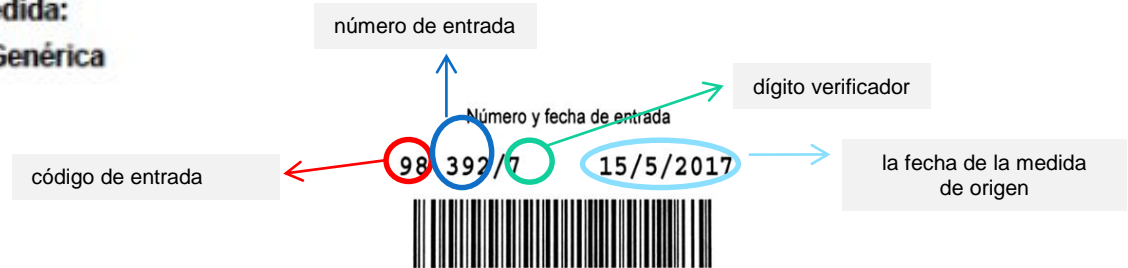 edida:
Genérica
número de entrada
dígito verificador
Número y fecha de entrada
98 392/7 15/5/2017
código de entrada
la fecha de la medida
de origen